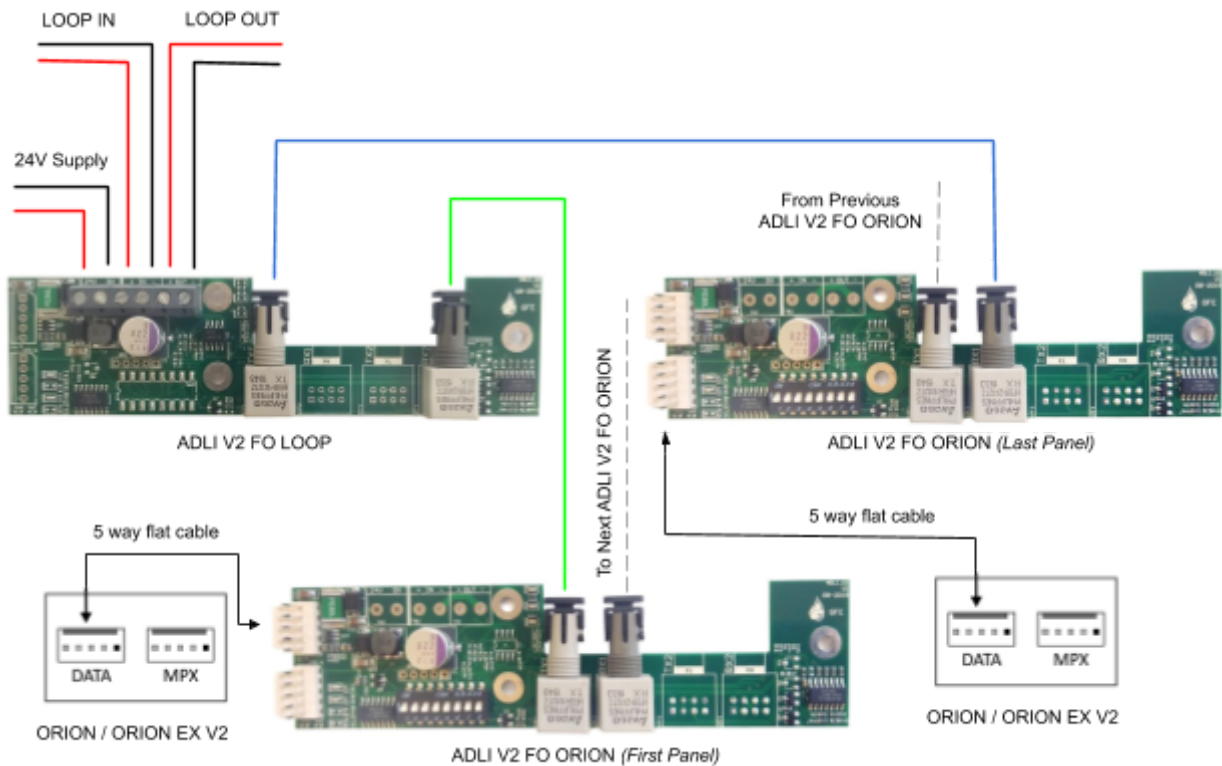 LOOP IN
LOOP OUT
24V Supply
From Previous
ADLI V2 FO ORION
ADLI V2 FO LOOP
To Next ADLI V2 FO ORION
ADLI V2 FO ORION (Last Panel)
5 way flat cable
5 way flat cable
DATA
MPX
ORION / ORION EX V2
DATA
MPX
ORION / ORION EX V2
ADLI V2 FO ORION (First Panel)